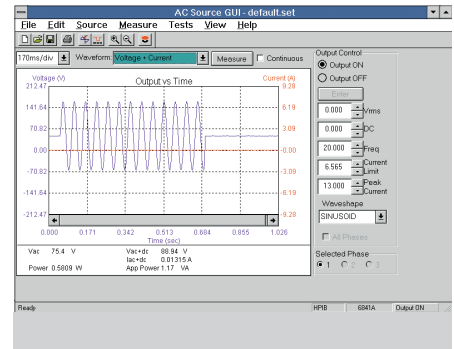 AC Source GUI - default.set
File Edit Source Measure Tests View Help
170ms/div Waveform: Voltage + Current Measure Continuous
Output Control
Output ON
Output OFF
Enter
0.000 Vrms
0.000 DC
20.000 Freq
6.565 Current Limit
13.000 Peak Current
Waveshape
SINUSOID
All Phases
Selected Phase
1 2 3
Voltage (V) Output vs Time Current (A)
212.47 9.28
141.64 6.19
70.82 3.09
0.00 -0.00
-70.82 -3.09
-141.64 -6.19
-212.47 -9.28
0.000 0.171 0.342 0.513 0.684 0.855 1.026
Time (sec)
Vac 75.4 V Vac+dc 88.94 V
Iac+dc 0.01315 A
Power 0.5809 W App Power 1.17 VA
Ready HPIB 6841A Output ON